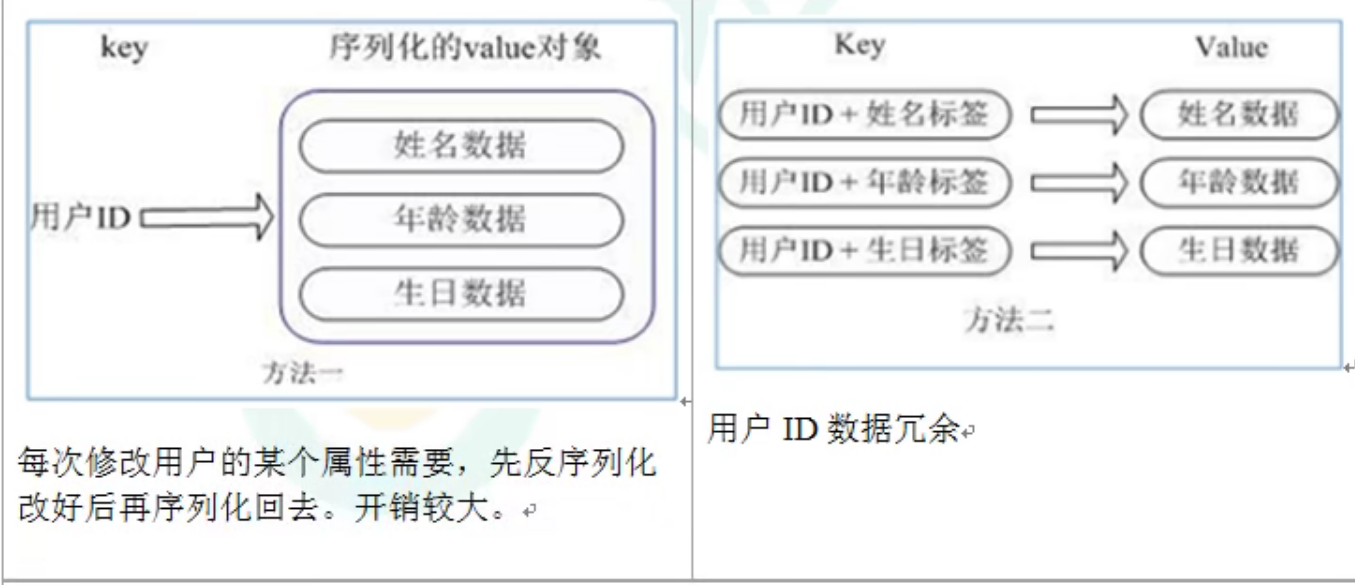 key 序列化的value对象
姓名数据
用户ID 年龄数据
生日数据
方法一
每次修改用户的某个属性需要，先反序列化
改好后再序列化回去。开销较大。
Key Value
用户ID + 姓名标签 姓名数据
用户ID + 年龄标签 年龄数据
用户ID + 生日标签 生日数据
方法二
用户 ID 数据冗余